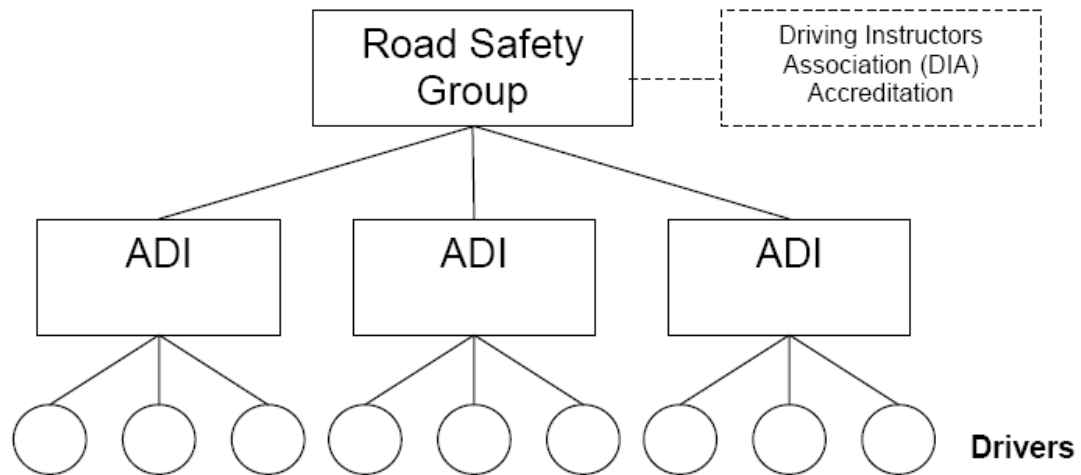 Road Safety
Group
Driving Instructors
Association (DIA)
Accreditation
ADI
ADI
ADI
Drivers